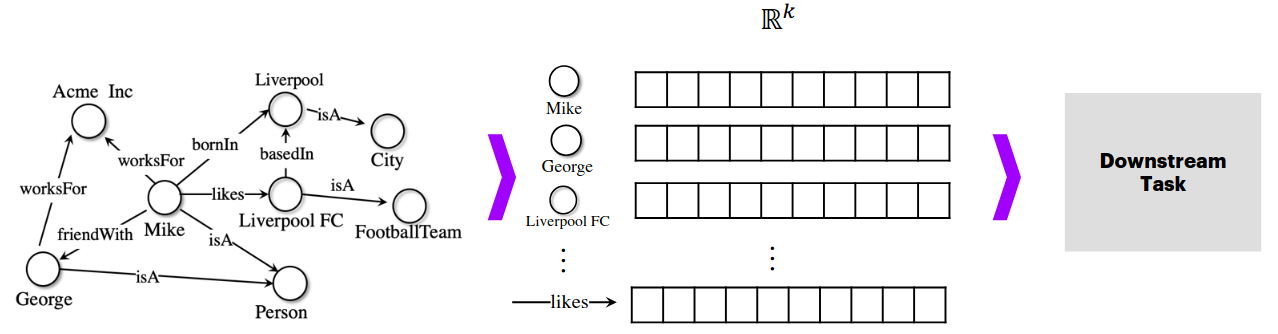 ℝᵏ
Liverpool
Acme Inc
isA
bornIn
City
worksFor
basedIn
worksFor
likes
isA
Liverpool FC
FootballTeam
friendWith
Mike
isA
isA
George
Person
Mike
George
Liverpool FC
⋮
⋮
likes
Downstream
Task